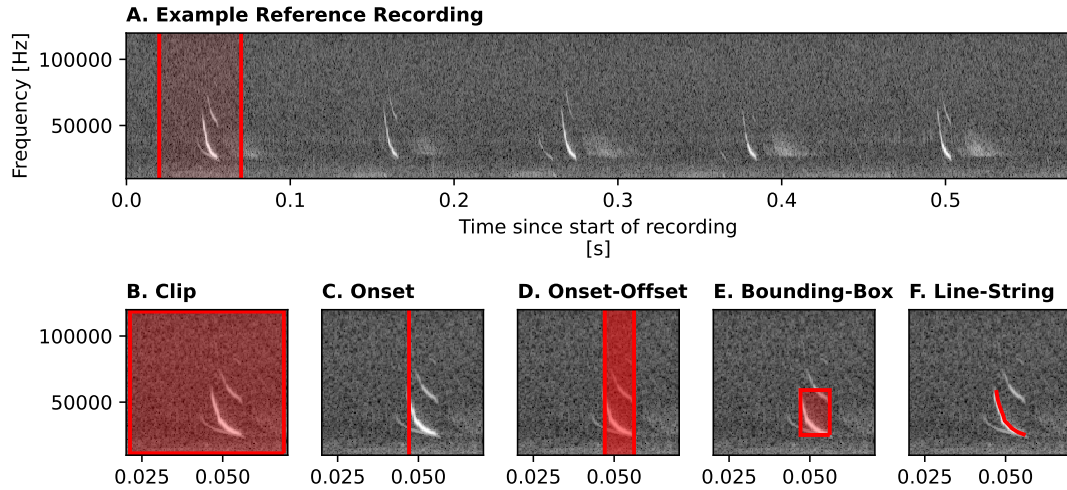 A. Example Reference Recording
Frequency [Hz]
100000
50000
0.0 0.1 0.2 0.3 0.4 0.5
Time since start of recording
[s]
B. Clip C. Onset D. Onset-Offset E. Bounding-Box F. Line-String
100000
50000
0.025 0.050 0.025 0.050 0.025 0.050 0.025 0.050 0.025 0.050